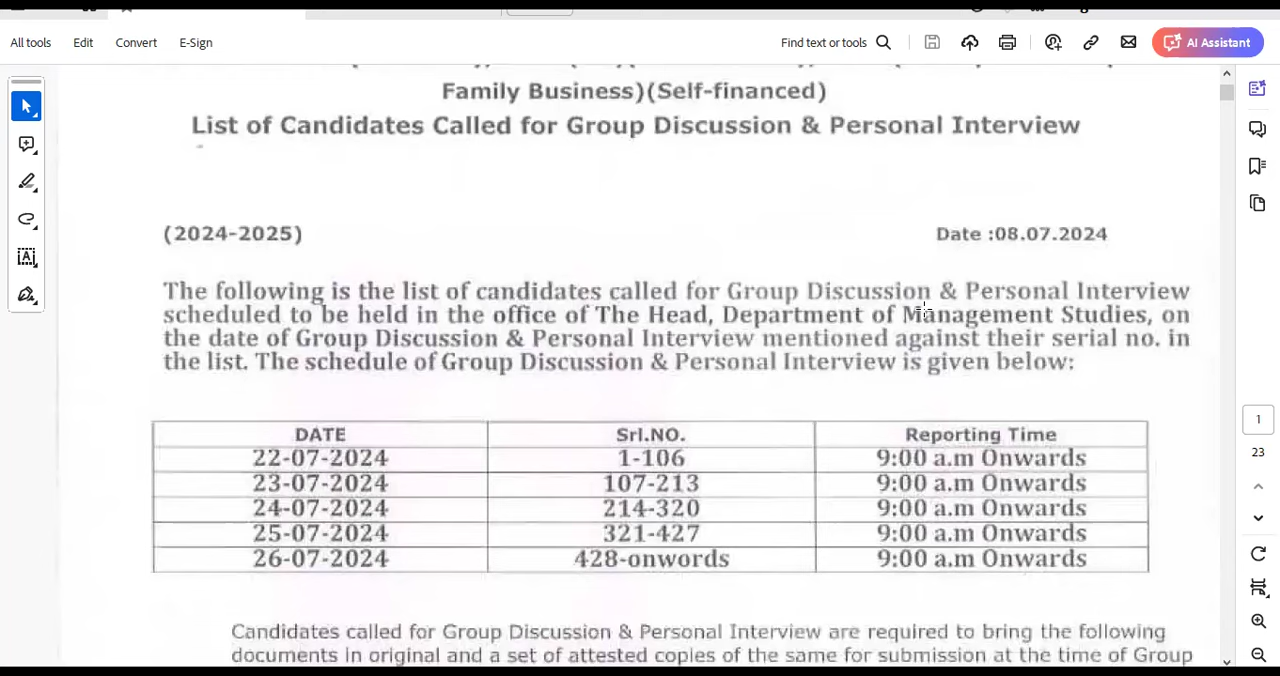 All tools Edit Convert E-Sign Find text or tools AI Assistant
Family Business)(Self-financed)
List of Candidates Called for Group Discussion & Personal Interview
(2024-2025) Date :08.07.2024
The following is the list of candidates called for Group Discussion & Personal Interview
scheduled to be held in the office of The Head, Department of Management Studies, on
the date of Group Discussion & Personal Interview mentioned against their serial no. in
the list. The schedule of Group Discussion & Personal Interview is given below:
DATE Srl.NO. Reporting Time
22-07-2024 1-106 9:00 a.m Onwards
23-07-2024 107-213 9:00 a.m Onwards
24-07-2024 214-320 9:00 a.m Onwards
25-07-2024 321-427 9:00 a.m Onwards
26-07-2024 428-onwords 9:00 a.m Onwards
1
23
Candidates called for Group Discussion & Personal Interview are required to bring the following
documents in original and a set of attested copies of the same for submission at the time of Group